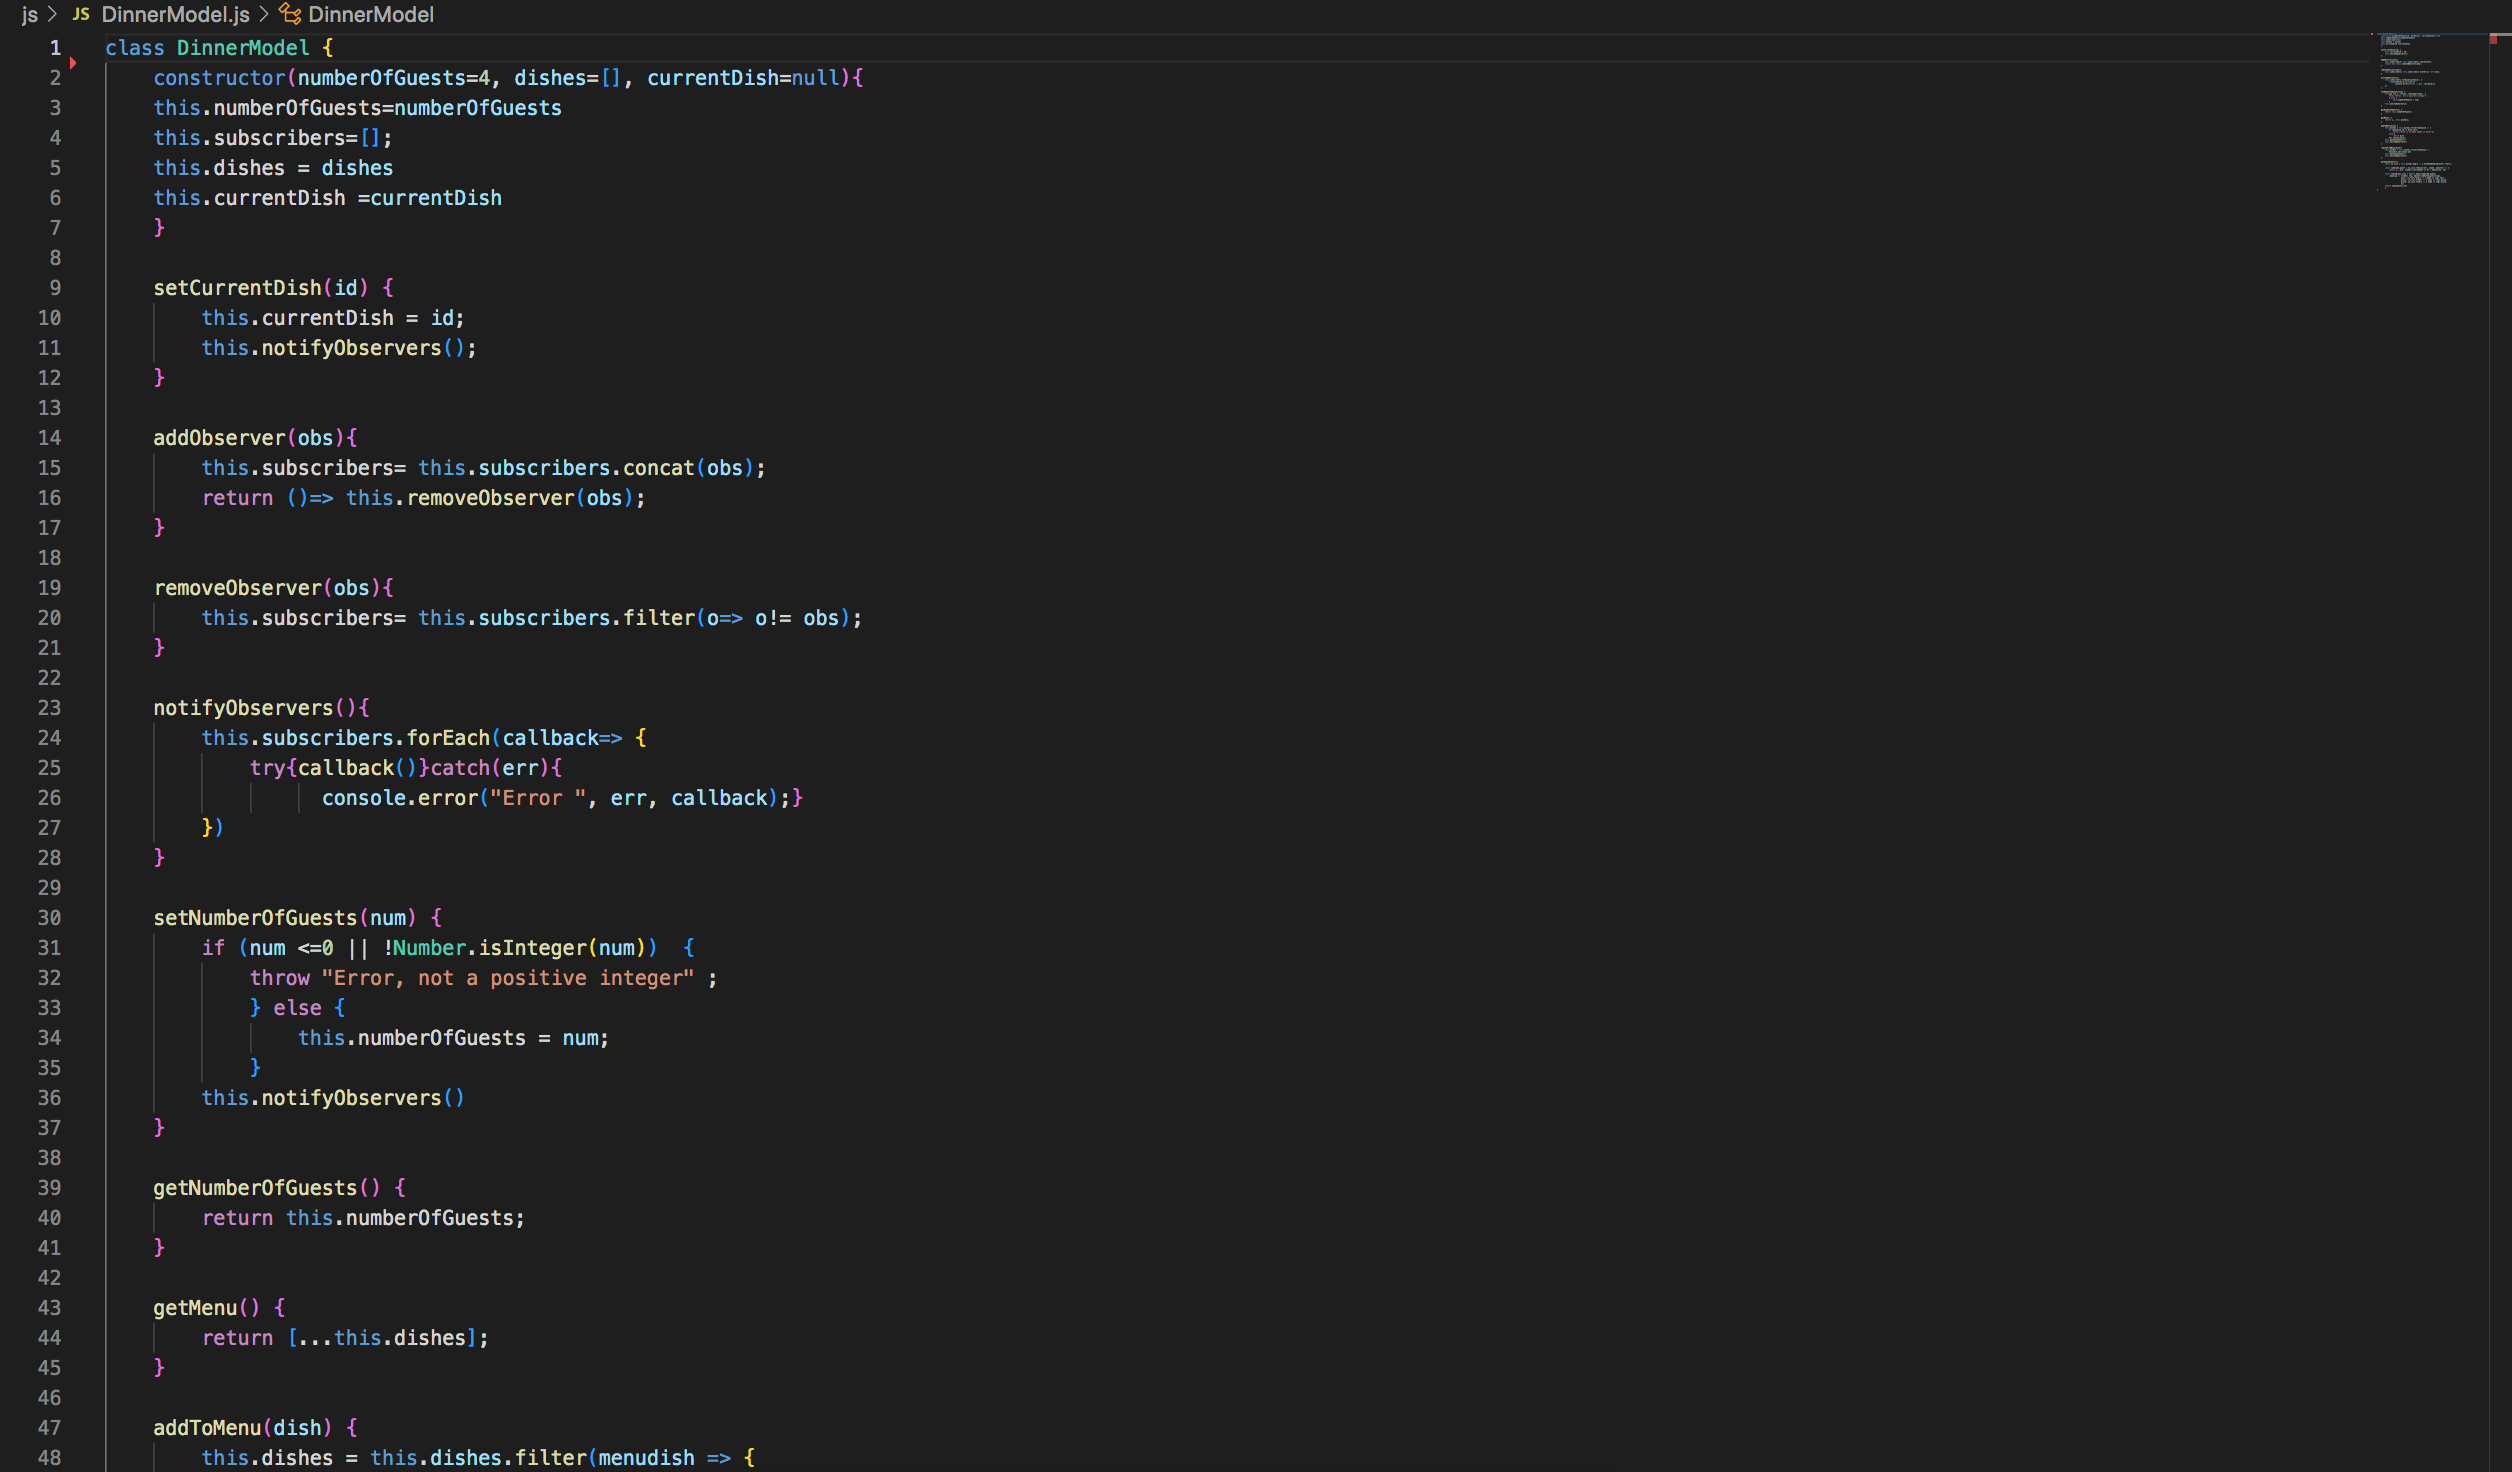 js > JS DinnerModel.js > DinnerModel
1 class DinnerModel {
2 constructor(numberOfGuests=4, dishes=[], currentDish=null){
3 this.numberOfGuests=numberOfGuests
4 this.subscribers=[];
5 this.dishes = dishes
6 this.currentDish =currentDish
7 }
8
9 setCurrentDish(id) {
10 this.currentDish = id;
11 this.notifyObservers();
12 }
13
14 addObserver(obs){
15 this.subscribers= this.subscribers.concat(obs);
16 return ()=> this.removeObserver(obs);
17 }
18
19 removeObserver(obs){
20 this.subscribers= this.subscribers.filter(o=> o!= obs);
21 }
22
23 notifyObservers(){
24 this.subscribers.forEach(callback=> {
25 try{callback()}catch(err){
26 console.error("Error ", err, callback);}
27 })
28 }
29
30 setNumberOfGuests(num) {
31 if (num <=0 || !Number.isInteger(num))  {
32 throw "Error, not a positive integer" ;
33 } else {
34 this.numberOfGuests = num;
35 }
36 this.notifyObservers()
37 }
38
39 getNumberOfGuests() {
40 return this.numberOfGuests;
41 }
42
43 getMenu() {
44 return [...this.dishes];
45 }
46
47 addToMenu(dish) {
48 this.dishes = this.dishes.filter(menudish => {